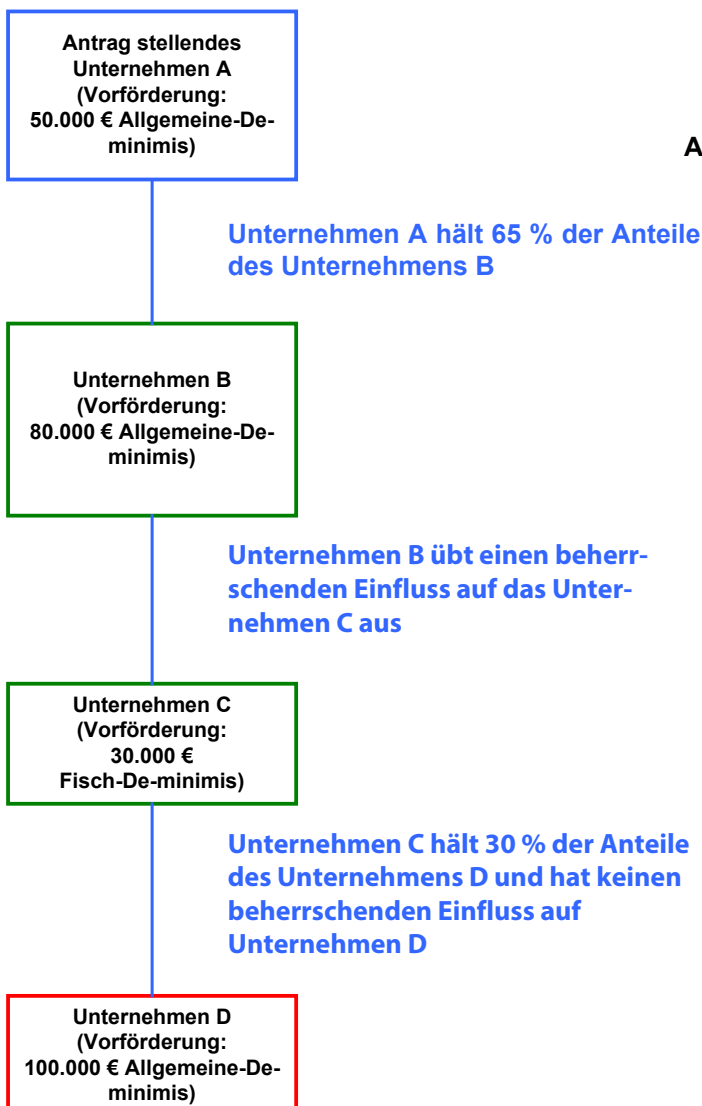 Antrag stellendes
Unternehmen A
(Vorförderung:
50.000 € Allgemeine-De-
minimis)
A
Unternehmen A hält 65 % der Anteile
des Unternehmens B
Unternehmen B
(Vorförderung:
80.000 € Allgemeine-De-
minimis)
Unternehmen B übt einen beherr-
schenden Einfluss auf das Unter-
nehmen C aus
Unternehmen C
(Vorförderung:
30.000 €
Fisch-De-minimis)
Unternehmen C hält 30 % der Anteile
des Unternehmens D und hat keinen
beherrschenden Einfluss auf
Unternehmen D
Unternehmen D
(Vorförderung:
100.000 € Allgemeine-De-
minimis)